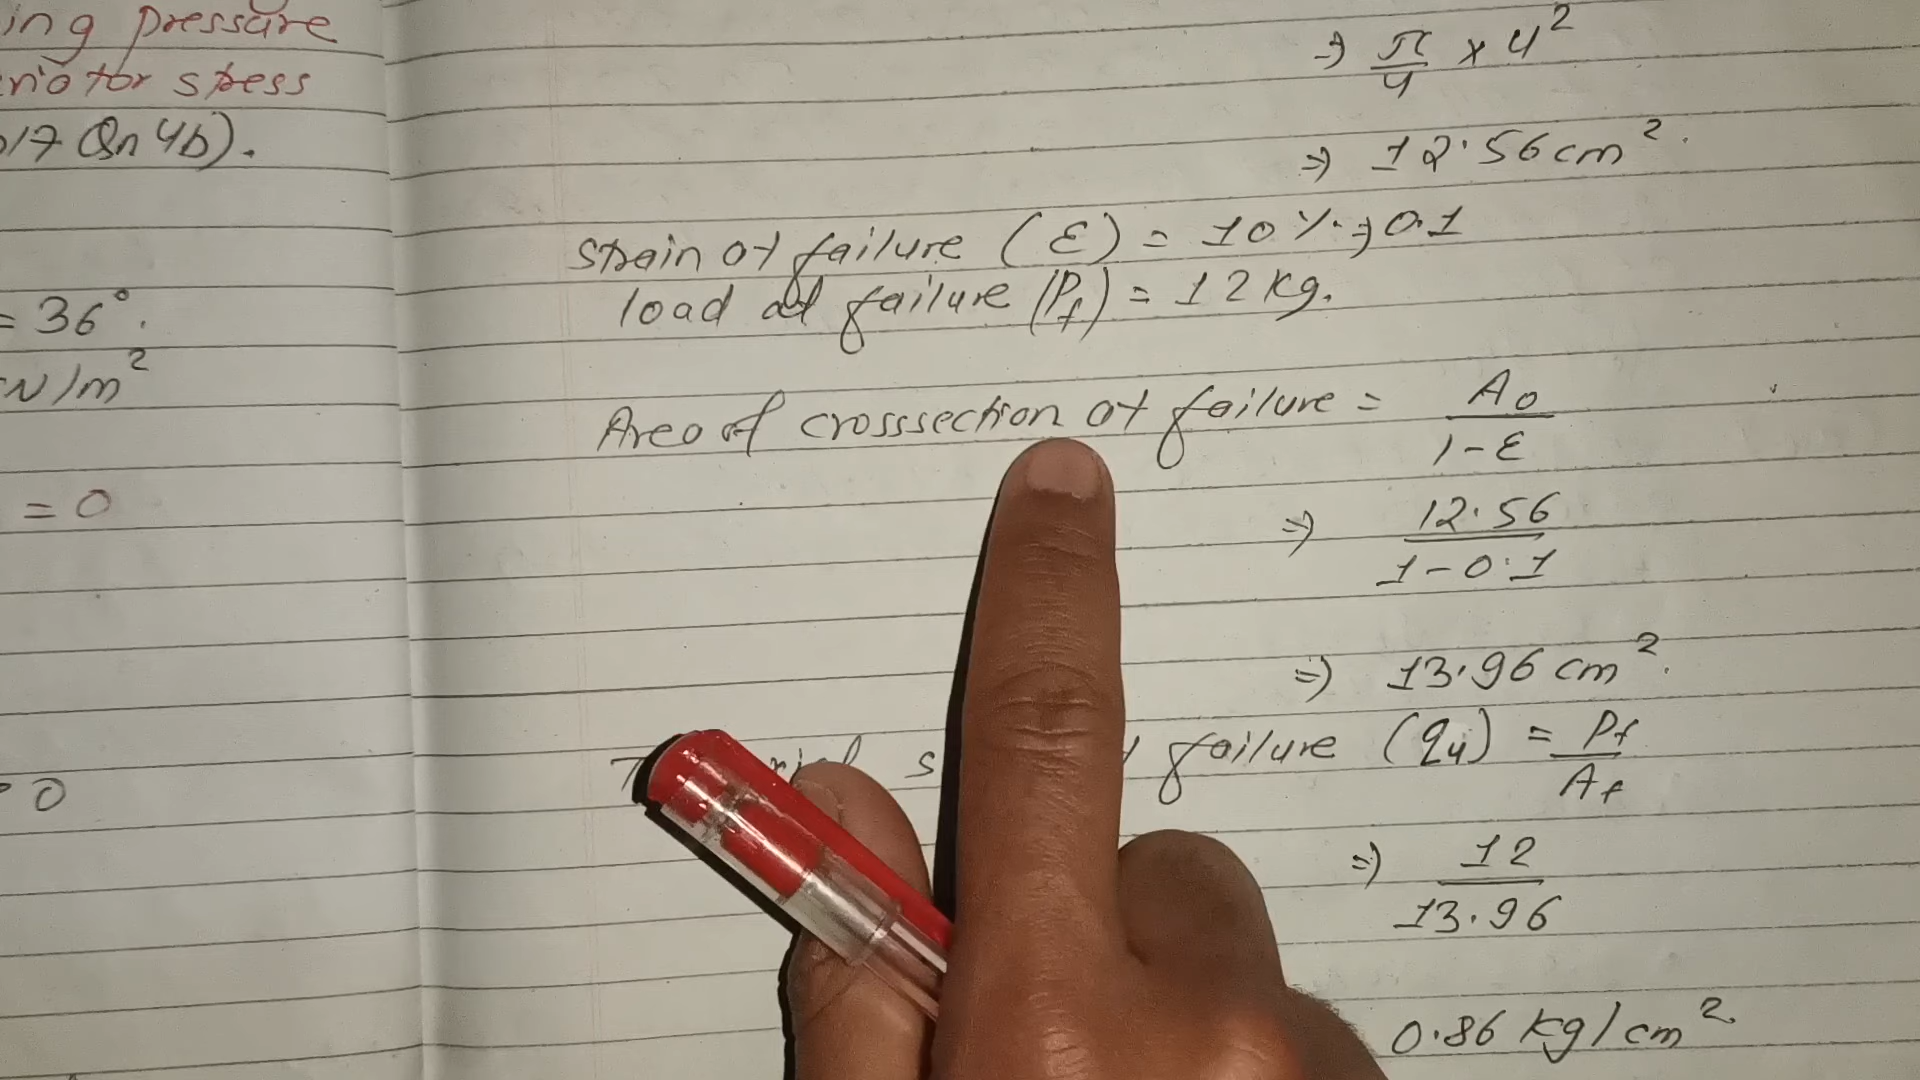 ing pressure
stress
17 Qn 4b).
= 36°.
N/m²
= 0
0
=) π/4 × 4²
=) 12.56 cm².
Strain at failure (ε) = 10%. =) 0.1
load at failure (Pf) = 12 kg.
Area of crosssection at failure = A0/1-ε
=) 12.56/1-0.1
=) 13.96 cm².
failure (qu) = Pf/Af
=) 12/13.96
0.86 kg/cm²